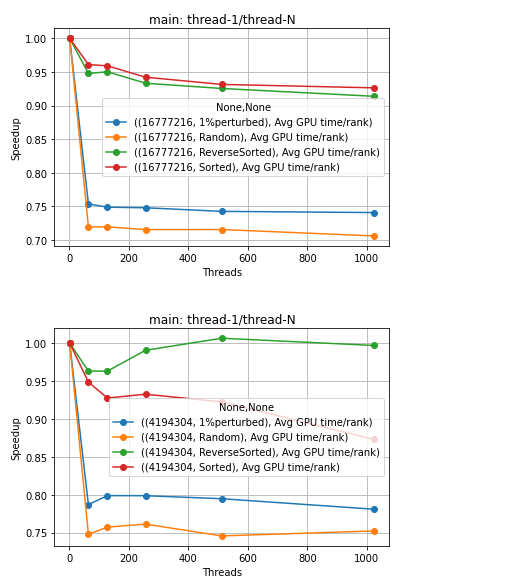 main: thread-1/thread-N
1.00
0.95
0.90
0.85
0.80
0.75
0.70
Speedup
None,None
((16777216, 1%perturbed), Avg GPU time/rank)
((16777216, Random), Avg GPU time/rank)
((16777216, ReverseSorted), Avg GPU time/rank)
((16777216, Sorted), Avg GPU time/rank)
0 200 400 600 800 1000
Threads
main: thread-1/thread-N
1.00
0.95
0.90
0.85
0.80
0.75
Speedup
None,None
((4194304, 1%perturbed), Avg GPU time/rank)
((4194304, Random), Avg GPU time/rank)
((4194304, ReverseSorted), Avg GPU time/rank)
((4194304, Sorted), Avg GPU time/rank)
0 200 400 600 800 1000
Threads